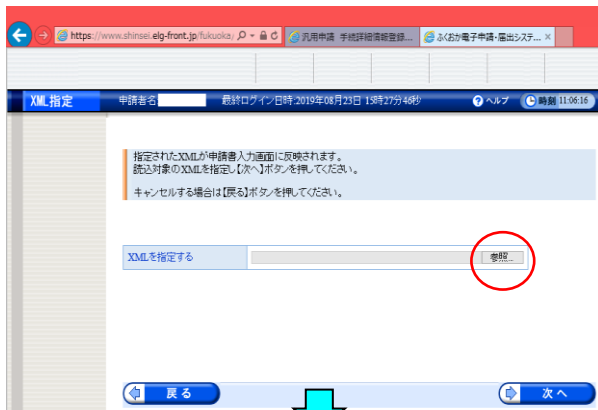 https://www.shinsei.elg-front.jp/fukuoka/
汎用申請 手続詳細情報登録...
ふくおか電子申請・届出システ... ×
XML指定 申請者名 最終ログイン日時:2019年08月23日 15時27分46秒 ?ヘルプ 時刻 11:06:16
指定されたXMLが申請書入力画面に反映されます。
読込対象のXMLを指定し【次へ】ボタンを押してください。
キャンセルする場合は【戻る】ボタンを押してください。
XMLを指定する 参照...
戻る 次へ